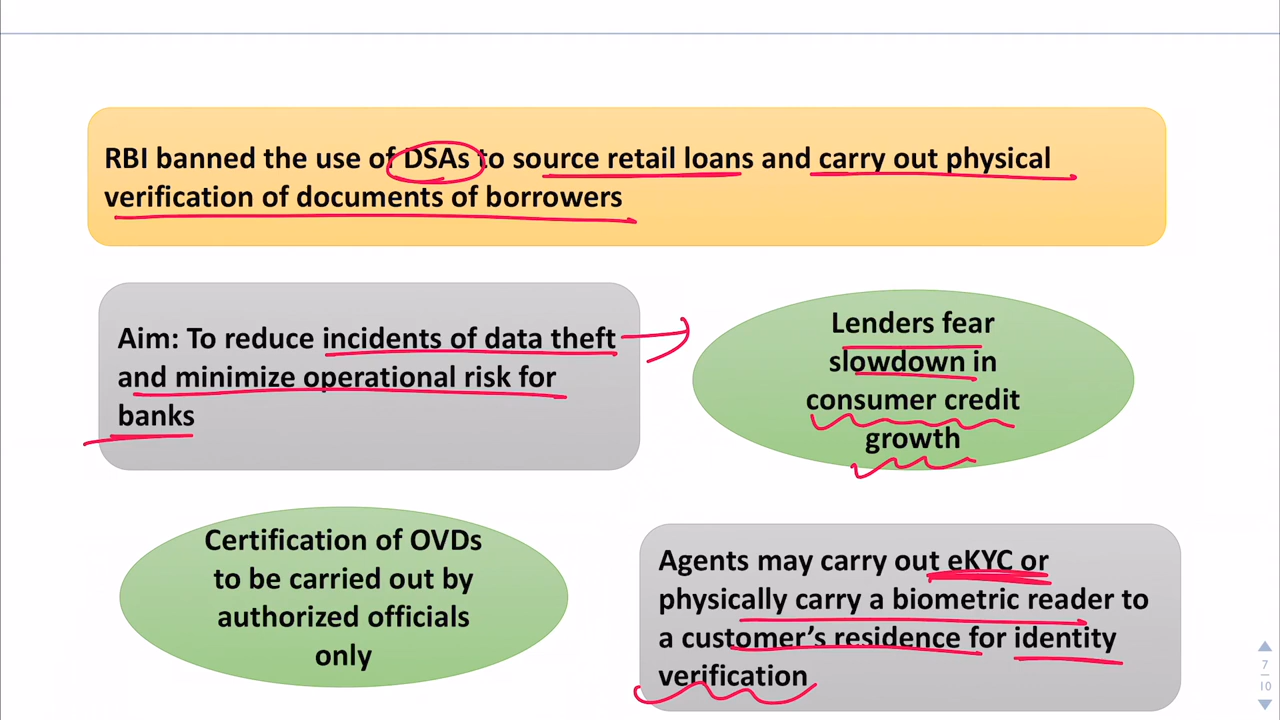 RBI banned the use of DSAs to source retail loans and carry out physical
verification of documents of borrowers
Aim: To reduce incidents of data theft
and minimize operational risk for
banks
Lenders fear
slowdown in
consumer credit
growth
Certification of OVDs
to be carried out by
authorized officials
only
Agents may carry out eKYC or
physically carry a biometric reader to
a customer’s residence for identity
verification
7
10